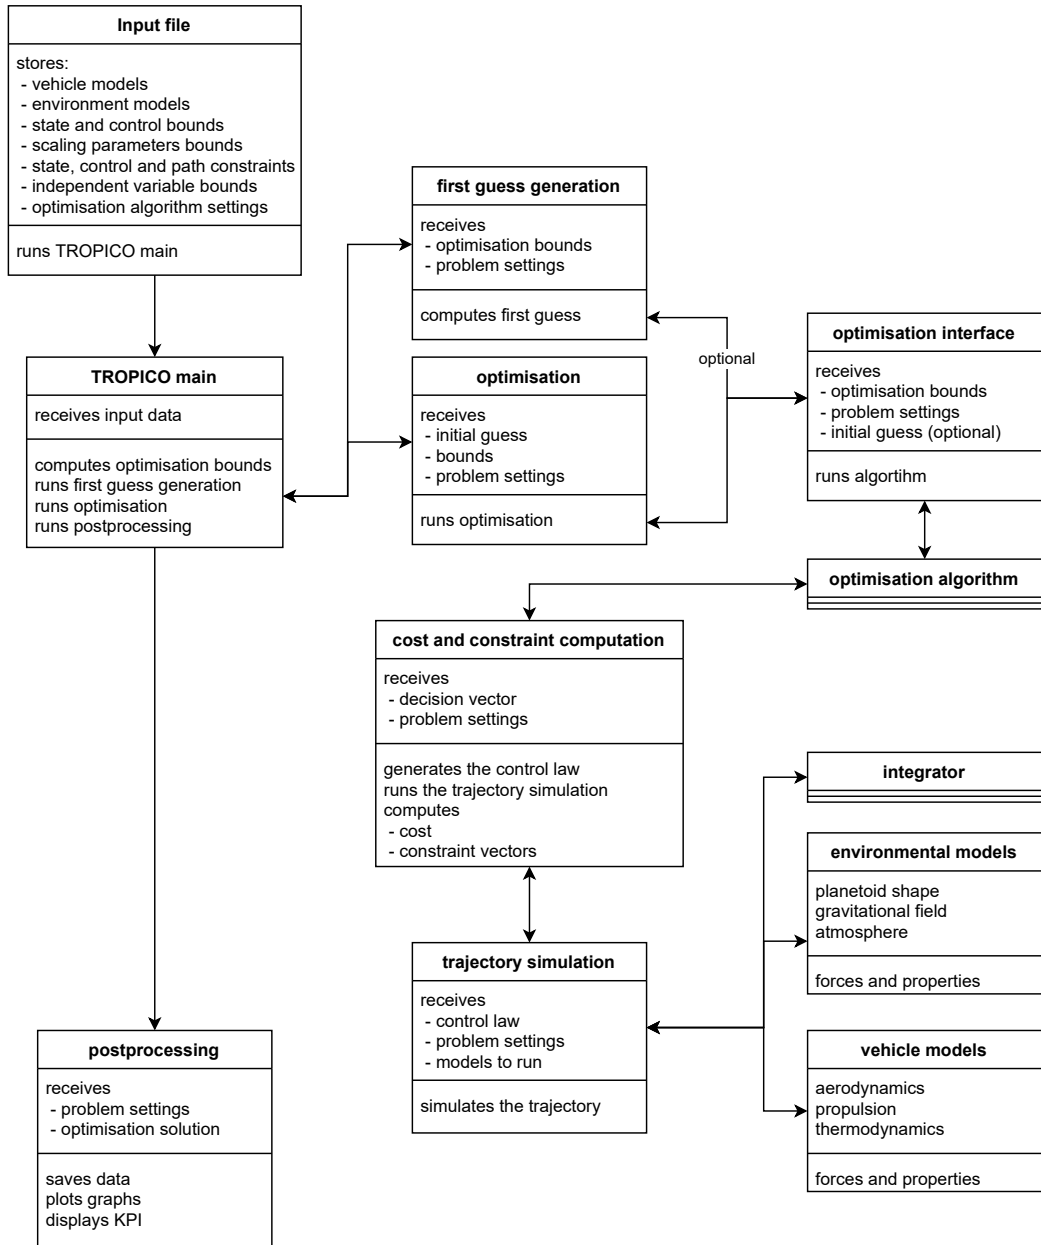 Input file
stores:
- vehicle models
- environment models
- state and control bounds
- scaling parameters bounds
- state, control and path constraints
- independent variable bounds
- optimisation algorithm settings
runs TROPICO main
first guess generation
receives
- optimisation bounds
- problem settings
computes first guess
optional
optimisation interface
receives
- optimisation bounds
- problem settings
- initial guess (optional)
runs algortihm
TROPICO main
receives input data
computes optimisation bounds
runs first guess generation
runs optimisation
runs postprocessing
optimisation
receives
- initial guess
- bounds
- problem settings
runs optimisation
optimisation algorithm
cost and constraint computation
receives
- decision vector
- problem settings
generates the control law
runs the trajectory simulation
computes
- cost
- constraint vectors
integrator
environmental models
planetoid shape
gravitational field
atmosphere
forces and properties
trajectory simulation
receives
- control law
- problem settings
- models to run
simulates the trajectory
vehicle models
aerodynamics
propulsion
thermodynamics
forces and properties
postprocessing
receives
- problem settings
- optimisation solution
saves data
plots graphs
displays KPI